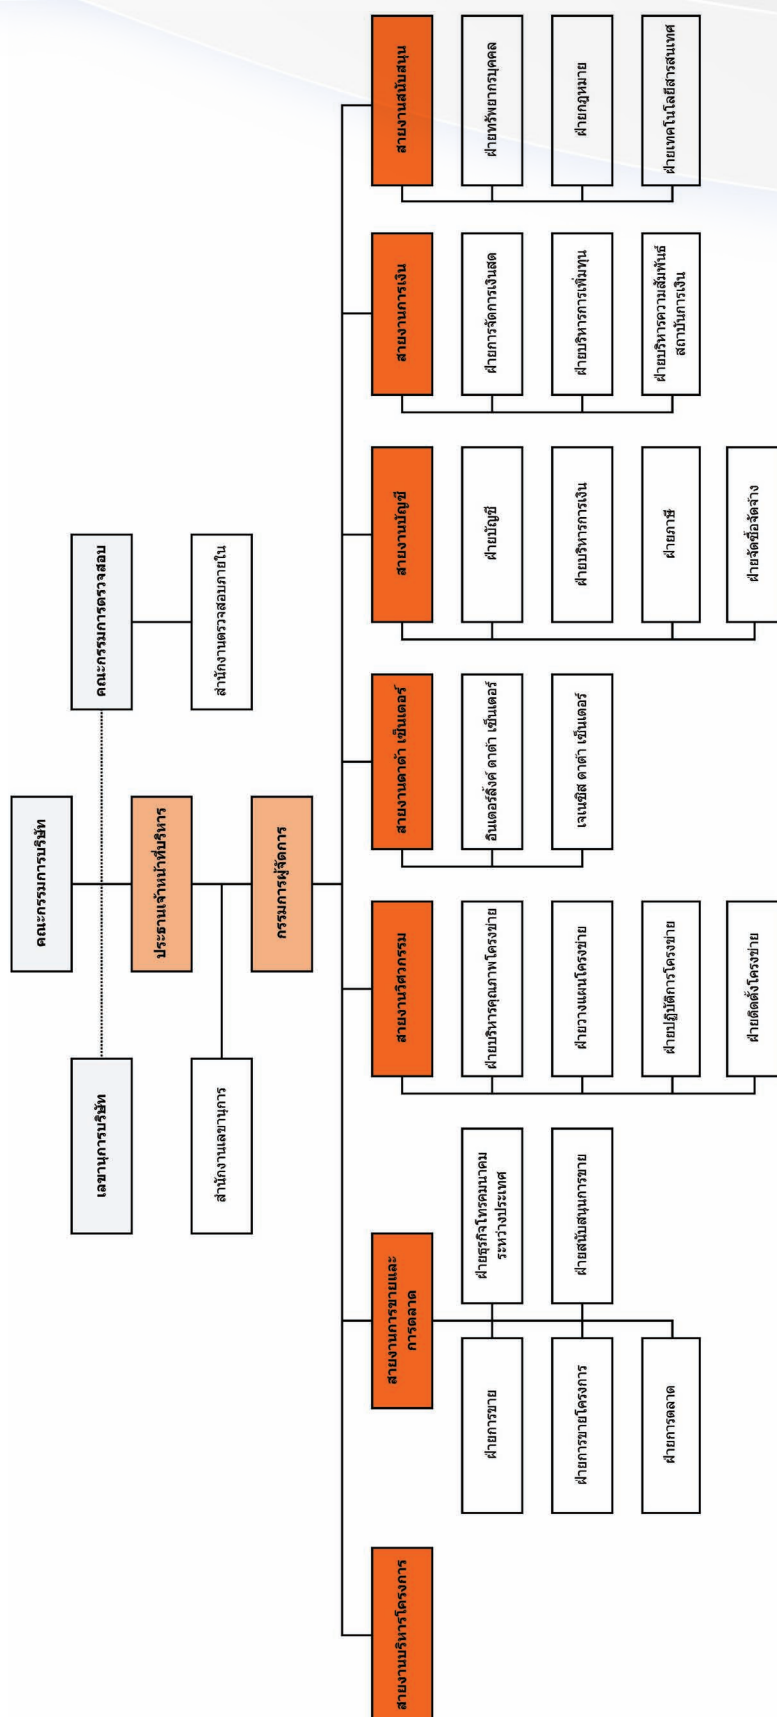 คณะกรรมการบริษัท
เลขานุการบริษัท
คณะกรรมการตรวจสอบ
ประธานเจ้าหน้าที่บริหาร
สำนักงานเลขานุการ
สำนักงานตรวจสอบภายใน
กรรมการผู้จัดการ
สายงานบริหารโครงการ
สายงานการขายและ
การตลาด
ฝ่ายการขาย
ฝ่ายธุรกิจโทรคมนาคม
ระหว่างประเทศ
ฝ่ายการขายโครงการ
ฝ่ายสนับสนุนการขาย
ฝ่ายการตลาด
สายงานวิศวกรรม
ฝ่ายบริหารคุณภาพโครงข่าย
ฝ่ายวางแผนโครงข่าย
ฝ่ายปฏิบัติการโครงข่าย
ฝ่ายติดตั้งโครงข่าย
สายงานดาต้า เซ็นเตอร์
อินเตอร์ลิ้งค์ ดาต้า เซ็นเตอร์
เจเนซิส ดาต้า เซ็นเตอร์
สายงานบัญชี
ฝ่ายบัญชี
ฝ่ายบริหารการเงิน
ฝ่ายภาษี
ฝ่ายจัดซื้อจัดจ้าง
สายงานการเงิน
ฝ่ายการจัดการเงินสด
ฝ่ายบริหารการเพิ่มทุน
ฝ่ายบริหารความสัมพันธ์
สถาบันการเงิน
สายงานสนับสนุน
ฝ่ายทรัพยากรบุคคล
ฝ่ายกฎหมาย
ฝ่ายเทคโนโลยีสารสนเทศ